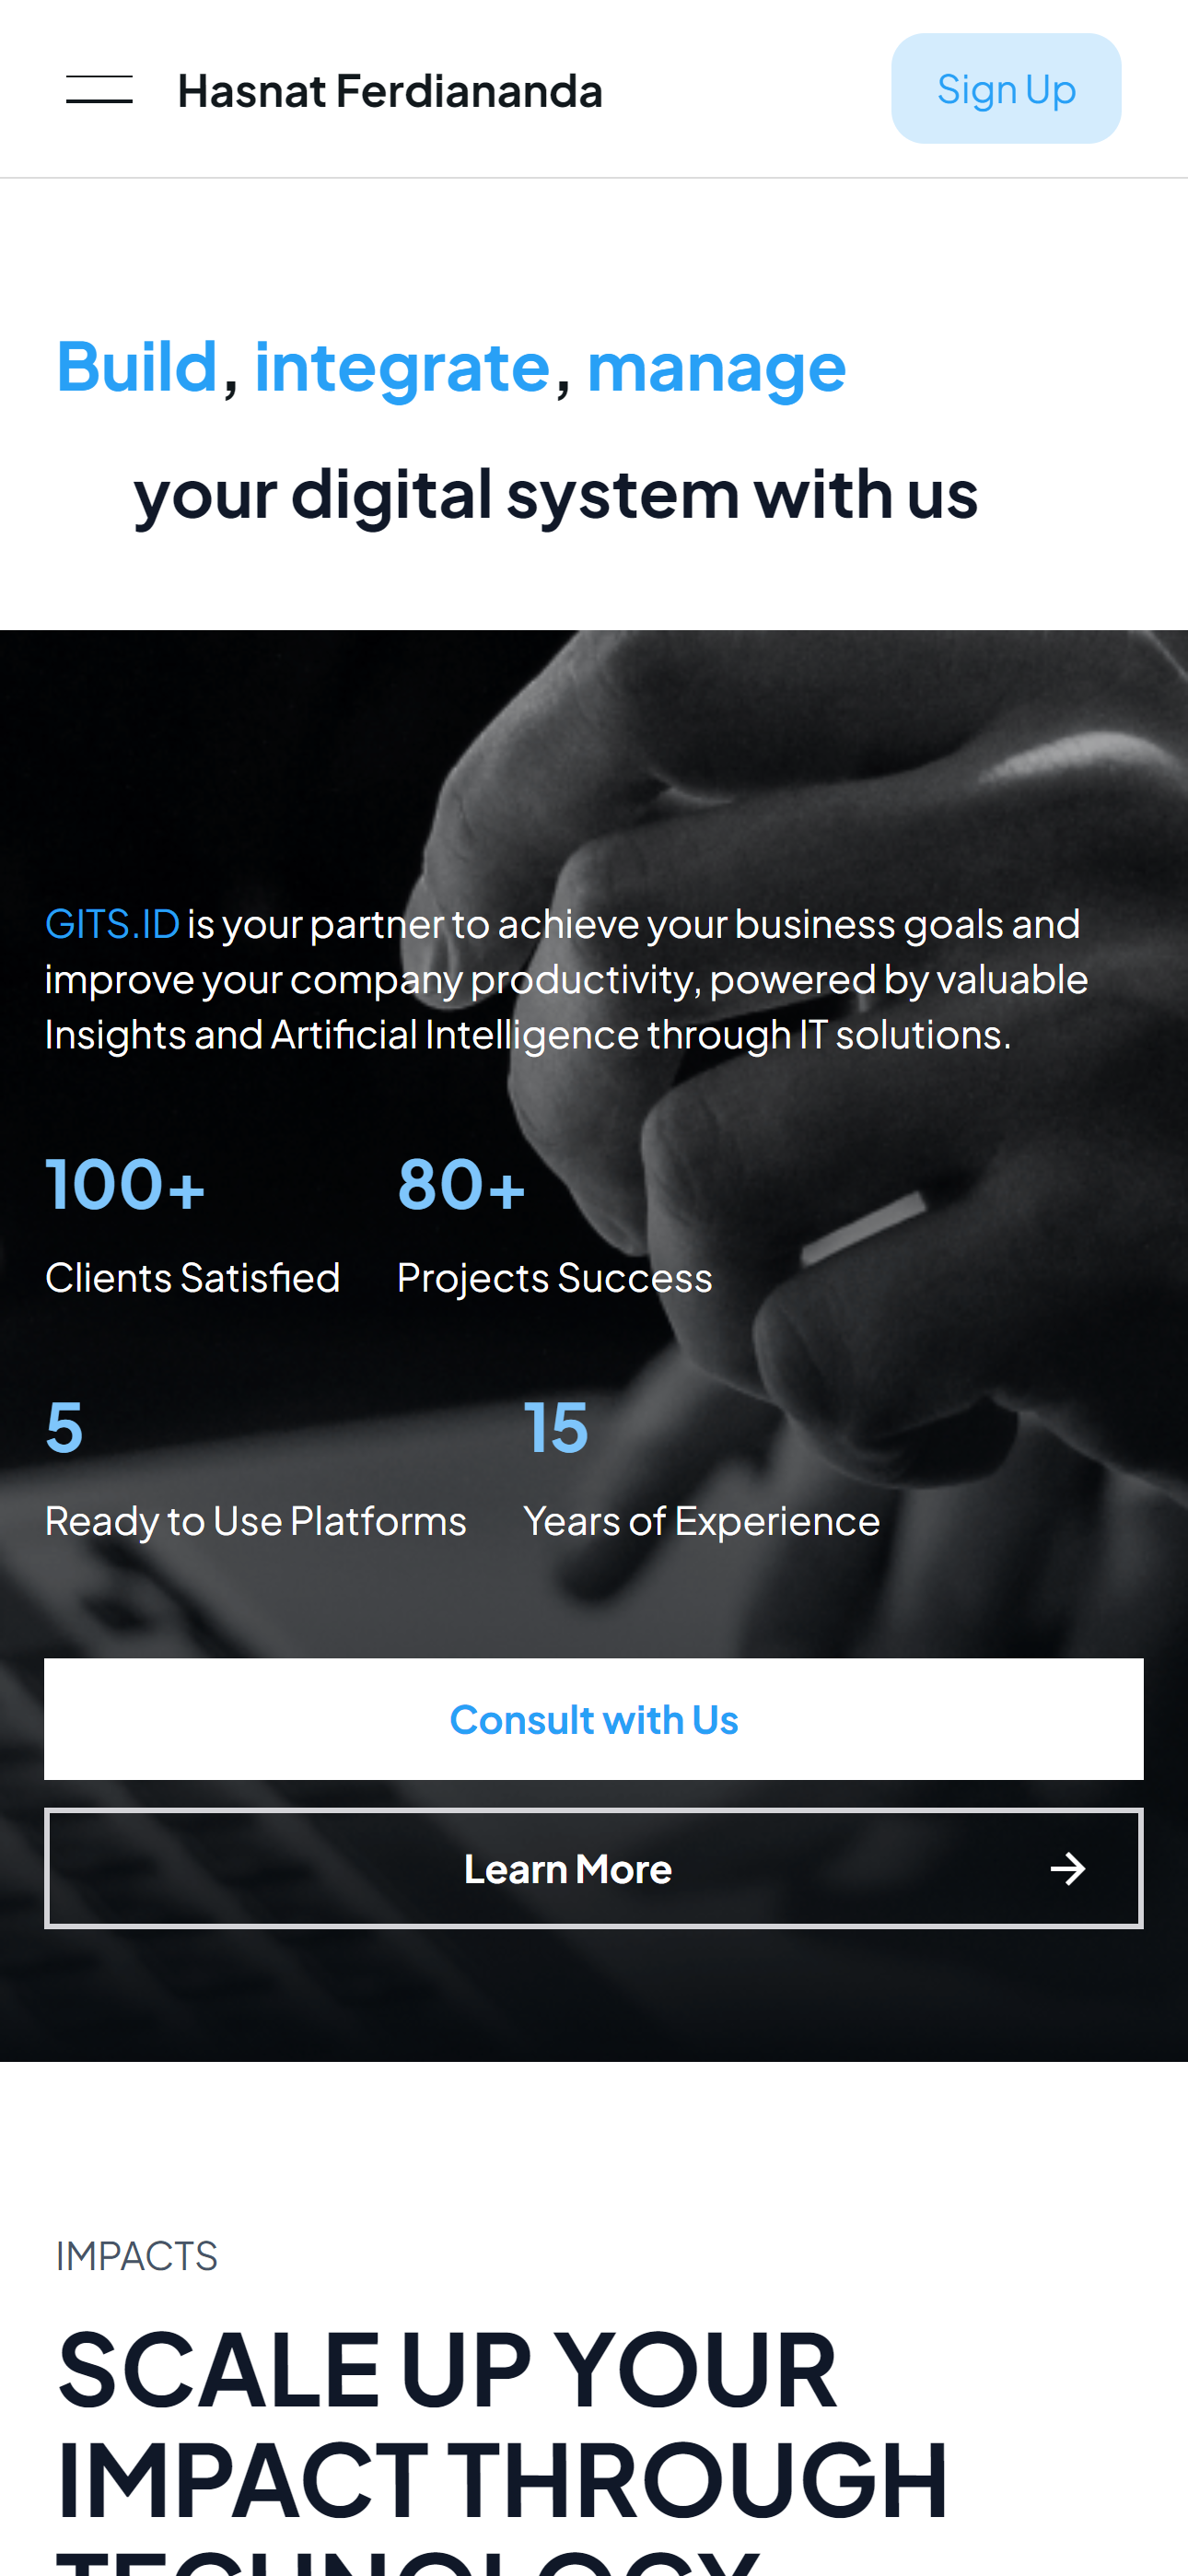 Hasnat Ferdiananda
Sign Up
Build, integrate, manage
your digital system with us
GITS.ID is your partner to achieve your business goals and
improve your company productivity, powered by valuable
Insights and Artificial Intelligence through IT solutions.
100+ 80+
Clients Satisfied Projects Success
5 15
Ready to Use Platforms Years of Experience
Consult with Us
Learn More
IMPACTS
SCALE UP YOUR
IMPACT THROUGH
TECHNOLOGY